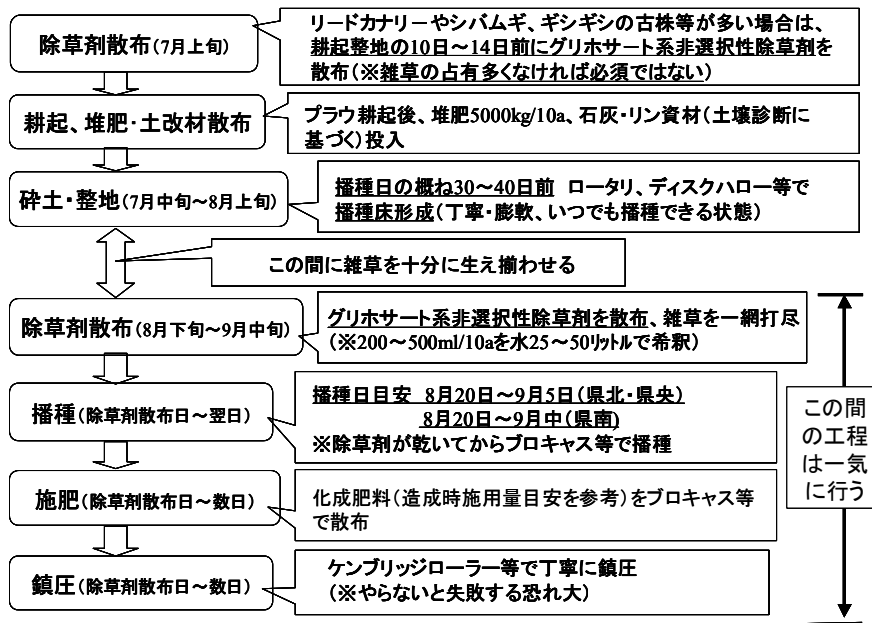 除草剤散布(7月上旬)
リードカナリーやシバムギ、ギシギシの古株等が多い場合は、
耕起整地の10日～14日前にグリホサート系非選択性除草剤を
散布(※雑草の占有多くなければ必須ではない)
耕起、堆肥・土改材散布
プラウ耕起後、堆肥5000kg/10a、石灰・リン資材(土壌診断に
基づく)投入
砕土・整地(7月中旬～8月上旬)
播種日の概ね30～40日前 ロータリ、ディスクハロー等で
播種床形成(丁寧・膨軟、いつでも播種できる状態)
この間に雑草を十分に生え揃わせる
除草剤散布(8月下旬～9月中旬)
グリホサート系非選択性除草剤を散布、雑草を一網打尽
(※200～500ml/10aを水25～50リットルで希釈)
播種(除草剤散布日～翌日)
播種日目安 8月20日～9月5日(県北・県央)
8月20日～9月中(県南)
※除草剤が乾いてからブロキャス等で播種
施肥(除草剤散布日～数日)
化成肥料(造成時施用量目安を参考)をブロキャス等
で散布
鎮圧(除草剤散布日～数日)
ケンブリッジローラー等で丁寧に鎮圧
(※やらないと失敗する恐れ大)
この間
の工程
は一気
に行う